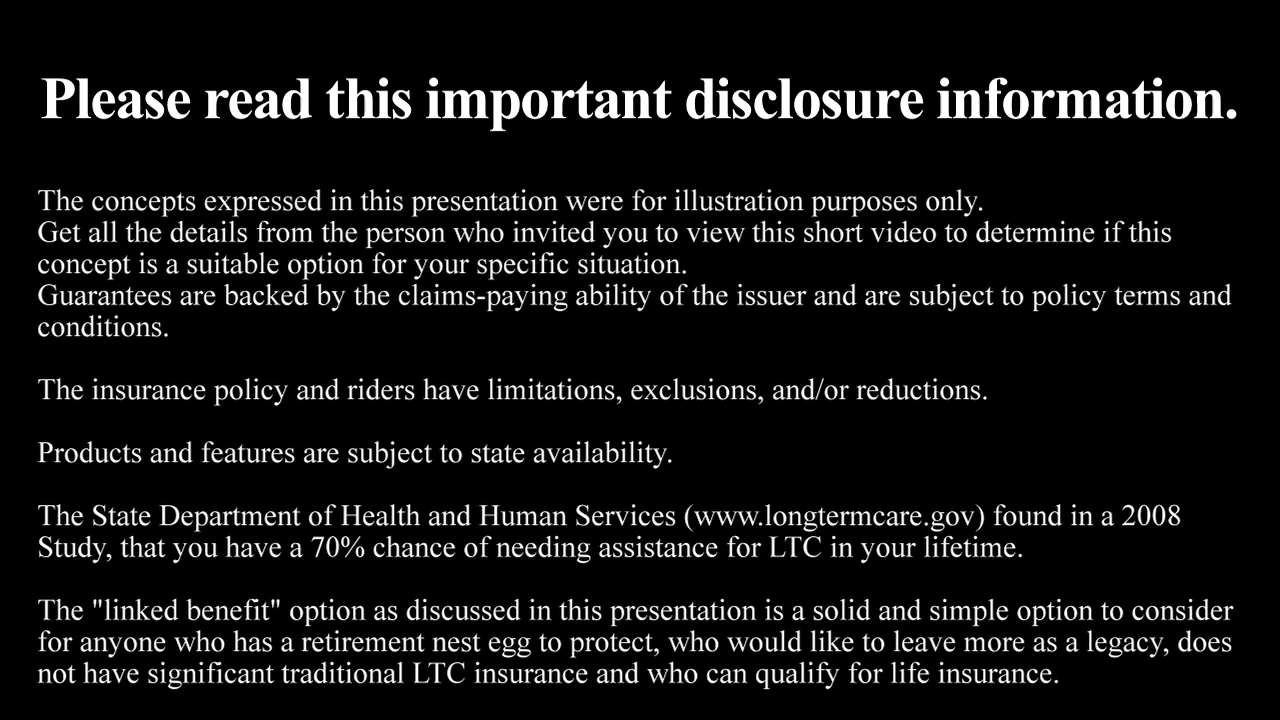 Please read this important disclosure information.
The concepts expressed in this presentation were for illustration purposes only.
Get all the details from the person who invited you to view this short video to determine if this
concept is a suitable option for your specific situation.
Guarantees are backed by the claims-paying ability of the issuer and are subject to policy terms and
conditions.
The insurance policy and riders have limitations, exclusions, and/or reductions.
Products and features are subject to state availability.
The State Department of Health and Human Services (www.longtermcare.gov) found in a 2008
Study, that you have a 70% chance of needing assistance for LTC in your lifetime.
The "linked benefit" option as discussed in this presentation is a solid and simple option to consider
for anyone who has a retirement nest egg to protect, who would like to leave more as a legacy, does
not have significant traditional LTC insurance and who can qualify for life insurance.